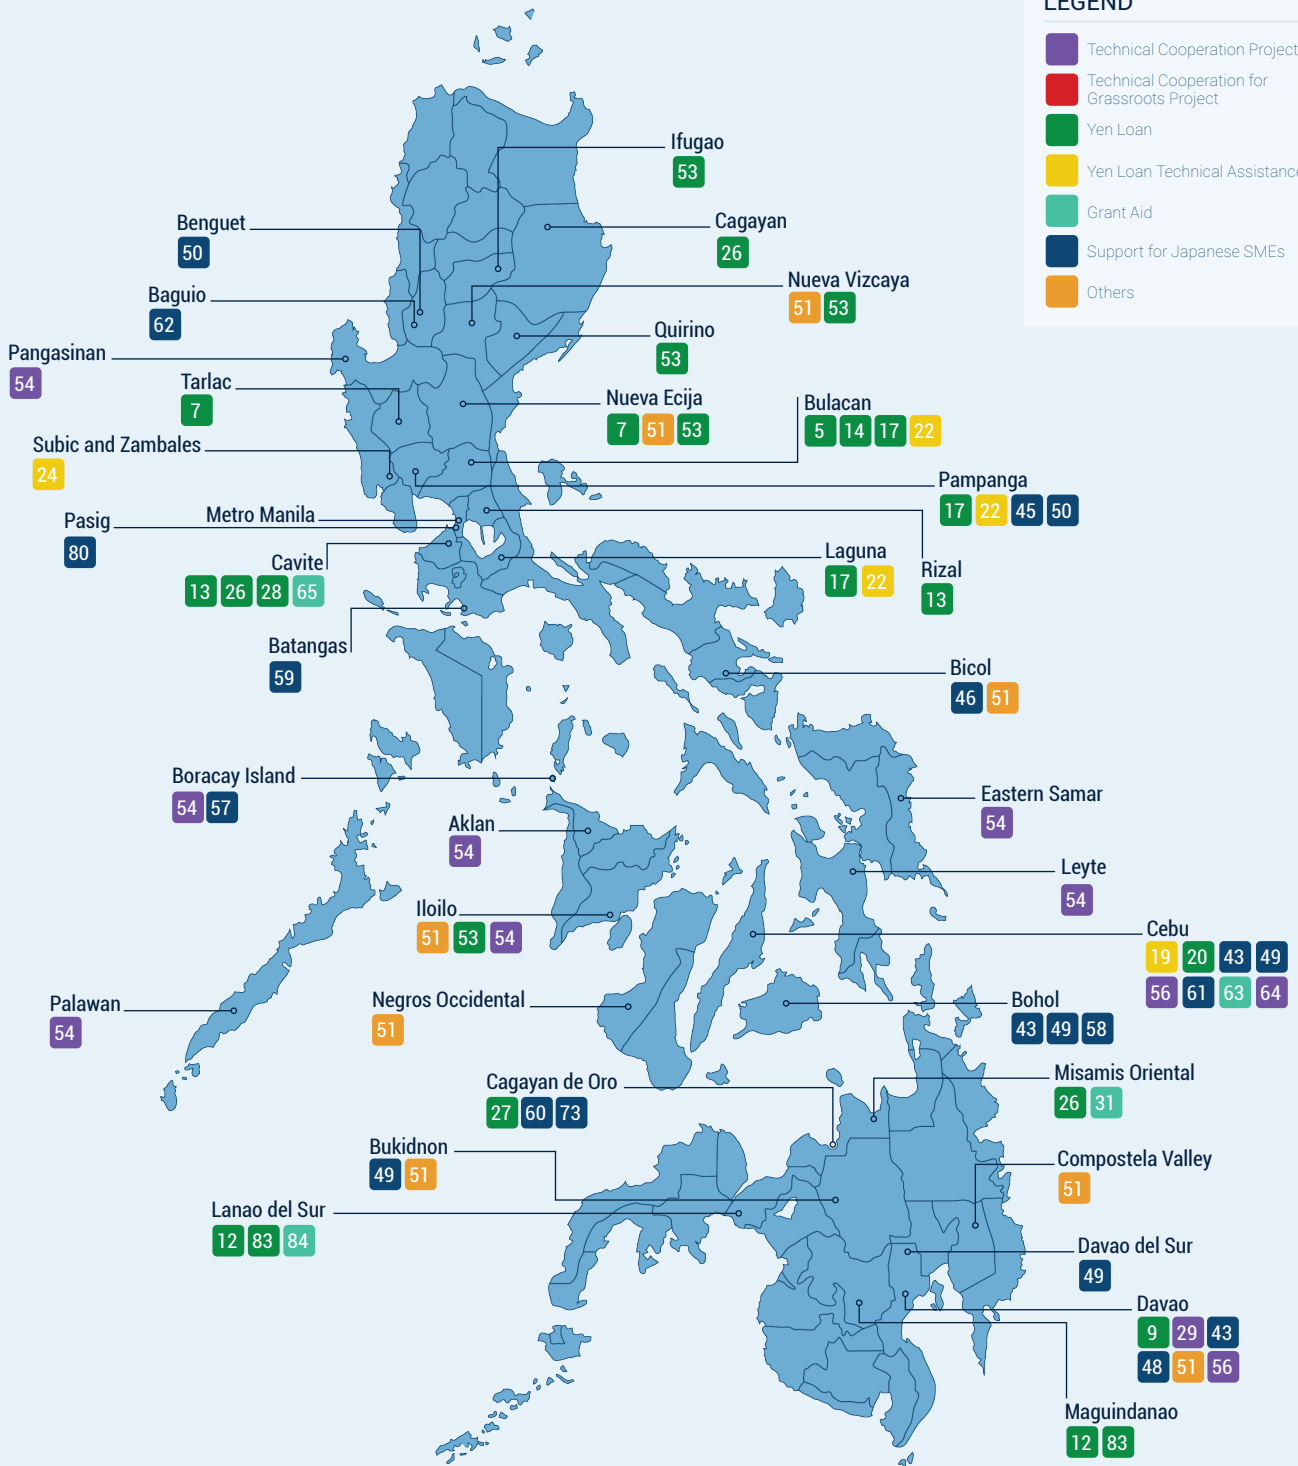 LEGEND
Technical Cooperation Project
Technical Cooperation for
Grassroots Project
Yen Loan
Yen Loan Technical Assistance
Grant Aid
Support for Japanese SMEs
Others
Ifugao
53
Benguet
50
Cagayan
26
Baguio
62
Nueva Vizcaya
51 53
Quirino
53
Pangasinan
54
Tarlac
7
Nueva Ecija
7 51 53
Bulacan
5 14 17 22
Subic and Zambales
24
Pampanga
17 22 45 50
Metro Manila
Pasig
80
Cavite
13 26 28 65
Laguna
17 22
Rizal
13
Batangas
59
Bicol
46 51
Boracay Island
54 57
Eastern Samar
54
Aklan
54
Leyte
54
Iloilo
51 53 54
Cebu
19 20 43 49
56 61 63 64
Palawan
54
Negros Occidental
51
Bohol
43 49 58
Cagayan de Oro
27 60 73
Misamis Oriental
26 31
Bukidnon
49 51
Compostela Valley
51
Lanao del Sur
12 83 84
Davao del Sur
49
Davao
9 29 43
48 51 56
Maguindanao
12 83